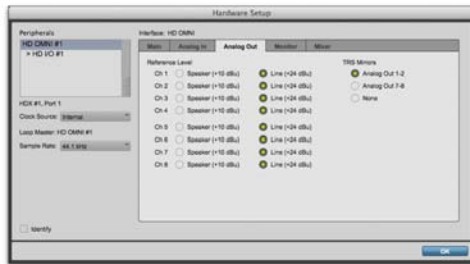 Hardware Setup
Peripherals
HD OMNI #1
> HD I/O #1
HDX #1, Port 1
Clock Source: Internal
Loop Master: HD OMNI #1
Sample Rate: 44.1 kHz
Identify
Interface: HD OMNI
Main Analog In Analog Out Monitor Mixer
Reference Level
Ch 1 Speaker (+10 dBu) Line (+24 dBu)
Ch 2 Speaker (+10 dBu) Line (+24 dBu)
Ch 3 Speaker (+10 dBu) Line (+24 dBu)
Ch 4 Speaker (+10 dBu) Line (+24 dBu)
Ch 5 Speaker (+10 dBu) Line (+24 dBu)
Ch 6 Speaker (+10 dBu) Line (+24 dBu)
Ch 7 Speaker (+10 dBu) Line (+24 dBu)
Ch 8 Speaker (+10 dBu) Line (+24 dBu)
TRS Mirrors
Analog Out 1-2
Analog Out 7-8
None
OK